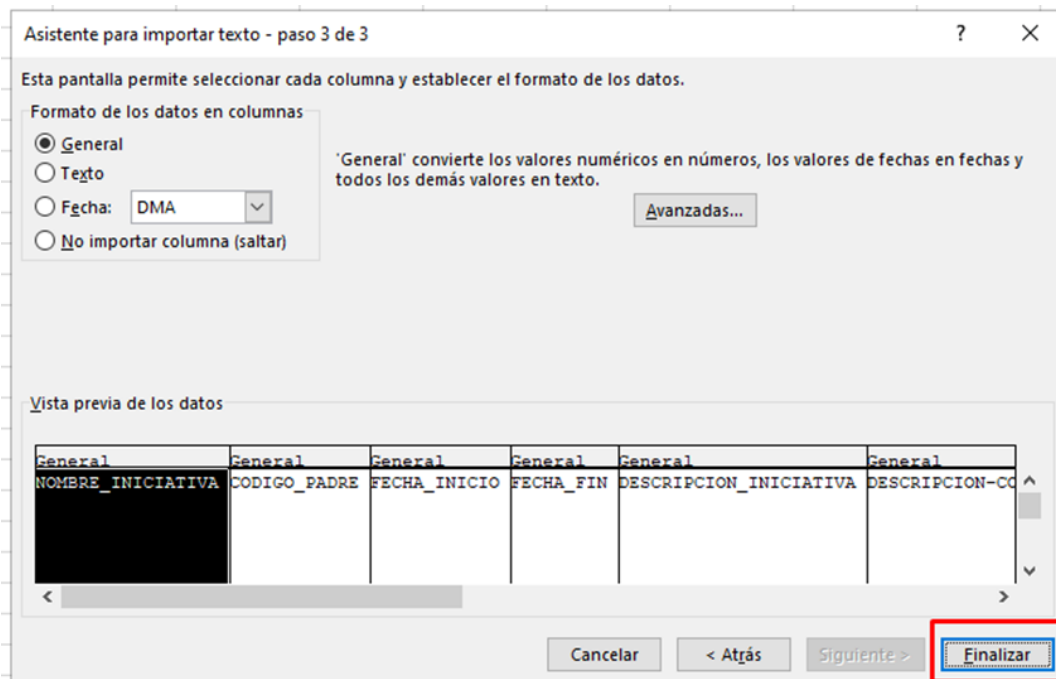 Asistente para importar texto - paso 3 de 3
?
Esta pantalla permite seleccionar cada columna y establecer el formato de los datos.
Formato de los datos en columnas
General
Texto
Fecha: DMA
No importar columna (saltar)
'General' convierte los valores numéricos en números, los valores de fechas en fechas y
todos los demás valores en texto.
Avanzadas...
Vista previa de los datos
General General General General General General
NOMBRE_INICIATIVA CODIGO_PADRE FECHA_INICIO FECHA_FIN DESCRIPCION_INICIATIVA DESCRIPCION-CO
Cancelar < Atrás Siguiente > Finalizar